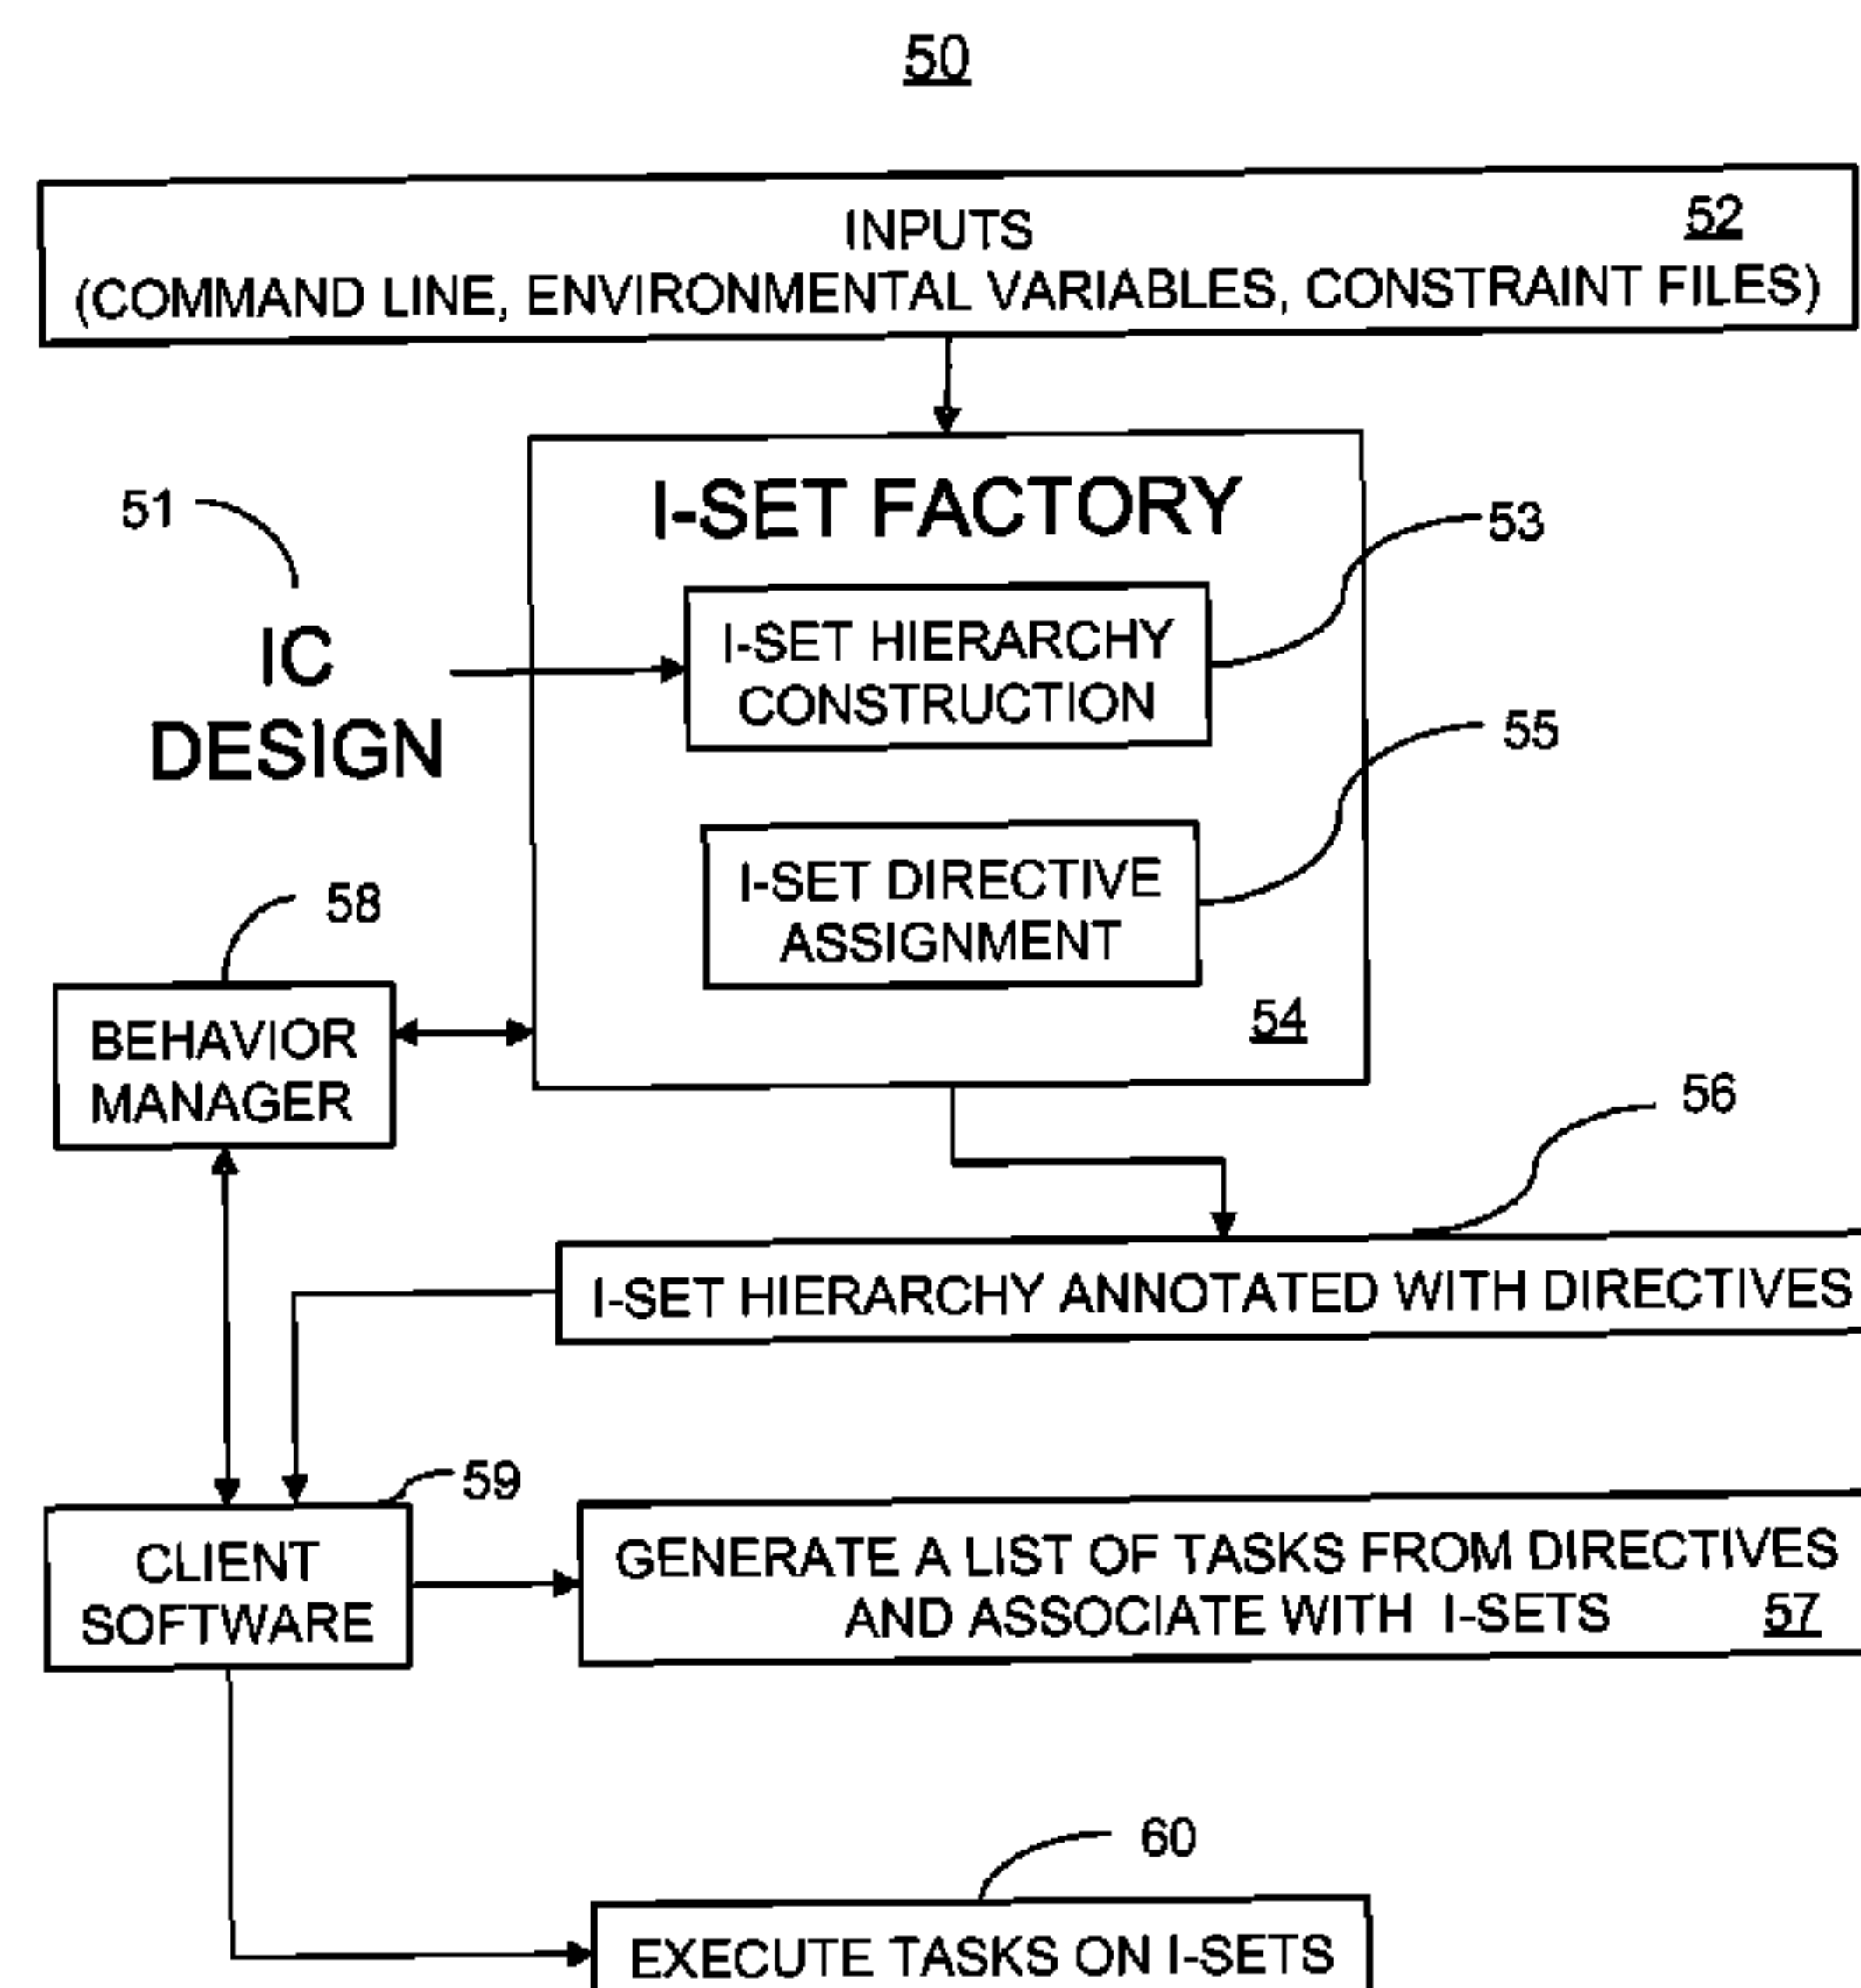 50
INPUTS
52
(COMMAND LINE, ENVIRONMENTAL VARIABLES, CONSTRAINT FILES)
I-SET FACTORY
51
53
IC
DESIGN
I-SET HIERARCHY
CONSTRUCTION
55
I-SET DIRECTIVE
ASSIGNMENT
58
54
BEHAVIOR
MANAGER
56
I-SET HIERARCHY ANNOTATED WITH DIRECTIVES
59
CLIENT
SOFTWARE
GENERATE A LIST OF TASKS FROM DIRECTIVES
AND ASSOCIATE WITH I-SETS
57
60
EXECUTE TASKS ON I-SETS